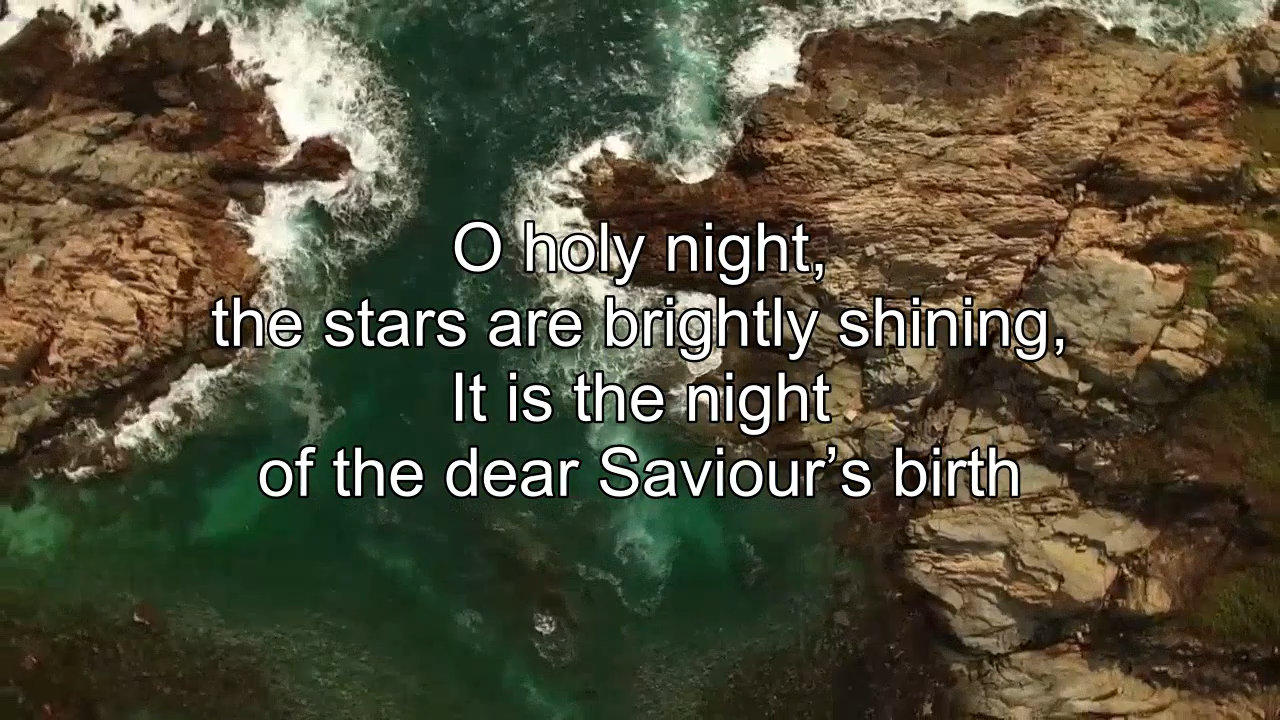 O holy night,
the stars are brightly shining,
It is the night
of the dear Saviour’s birth